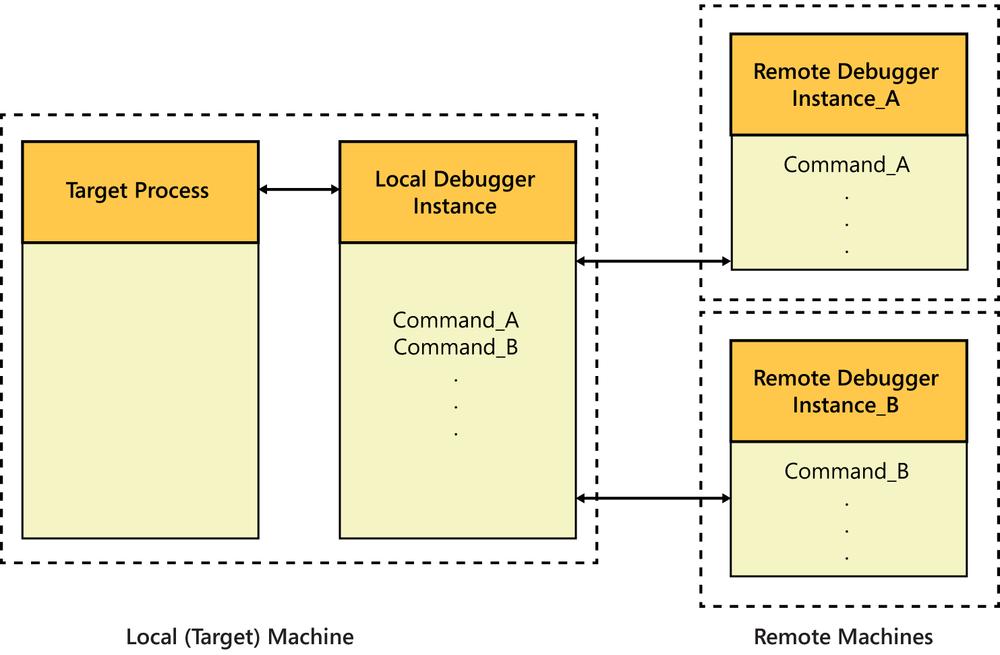 Target Process
Local Debugger
Instance
Command_A
Command_B
.
.
.
Remote Debugger
Instance_A
Command_A
.
.
.
Remote Debugger
Instance_B
Command_B
.
.
.
Local (Target) Machine
Remote Machines